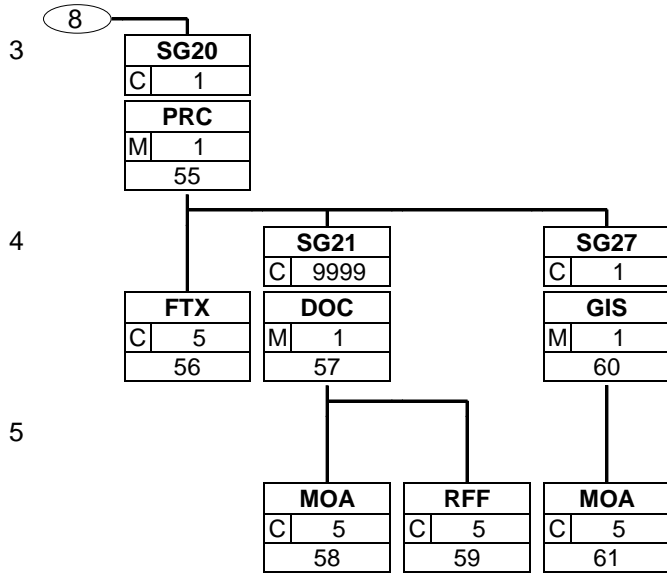 8
3
SG20
C 1
PRC
M 1
55
4
SG21 SG27
C 9999 C 1
FTX DOC GIS
C 5 M 1 M 1
56 57 60
5
MOA RFF MOA
C 5 C 5 C 5
58 59 61